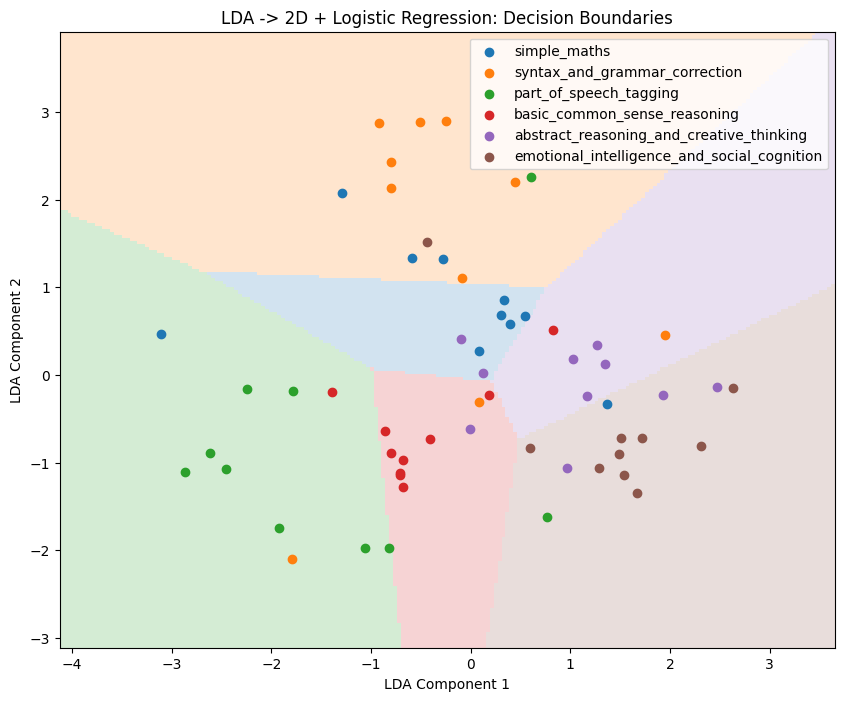 LDA -> 2D + Logistic Regression: Decision Boundaries
simple_maths
syntax_and_grammar_correction
part_of_speech_tagging
basic_common_sense_reasoning
abstract_reasoning_and_creative_thinking
emotional_intelligence_and_social_cognition
LDA Component 2
3
2
1
0
−1
−2
−3
−4 −3 −2 −1 0 1 2 3
LDA Component 1